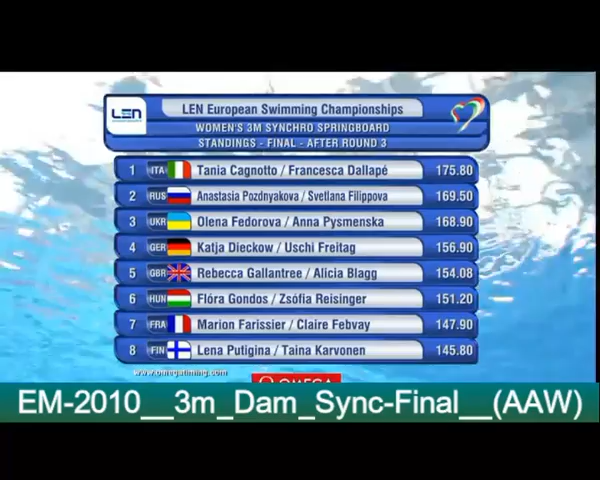 LEN
LEN European Swimming Championships
WOMEN'S 3M SYNCHRO SPRINGBOARD
STANDINGS - FINAL - AFTER ROUND 3
1 ITA Tania Cagnotto / Francesca Dallapé 175.80
2 RUS Anastasia Pozdnyakova / Svetlana Filippova 169.50
3 UKR Olena Fedorova / Anna Pysmenska 168.90
4 GER Katja Dieckow / Uschi Freitag 156.90
5 GBR Rebecca Gallantree / Alicia Blagg 154.08
6 HUN Flóra Gondos / Zsófia Reisinger 151.20
7 FRA Marion Farissier / Claire Febvay 147.90
8 FIN Lena Putigina / Taina Karvonen 145.80
www.omegatiming.com
OMEGA
EM-2010__3m_Dam_Sync-Final__(AAW)